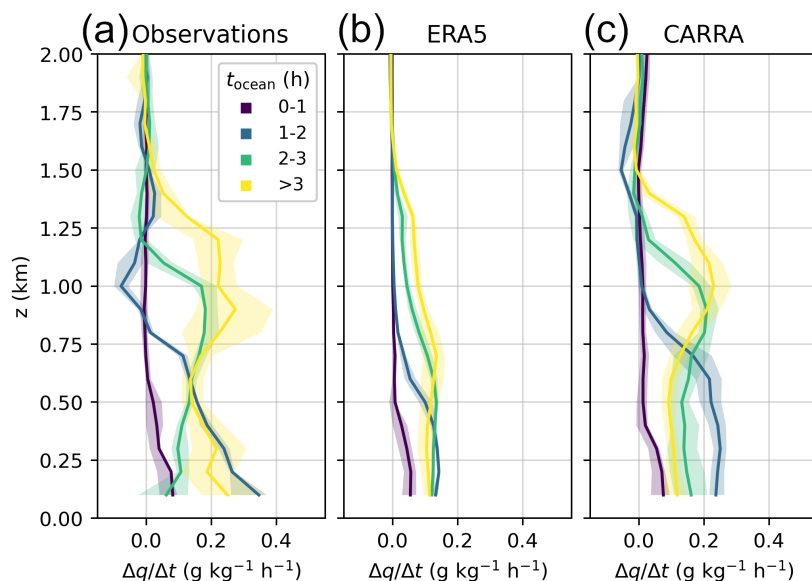 (a) Observations
(b) ERA5
(c) CARRA
z (km)
2.00
1.75
1.50
1.25
1.00
0.75
0.50
0.25
0.00
t_ocean (h)
0-1
1-2
2-3
>3
0.0 0.2 0.4
0.0 0.2 0.4
0.0 0.2 0.4
Δq/Δt (g kg⁻¹ h⁻¹)
Δq/Δt (g kg⁻¹ h⁻¹)
Δq/Δt (g kg⁻¹ h⁻¹)